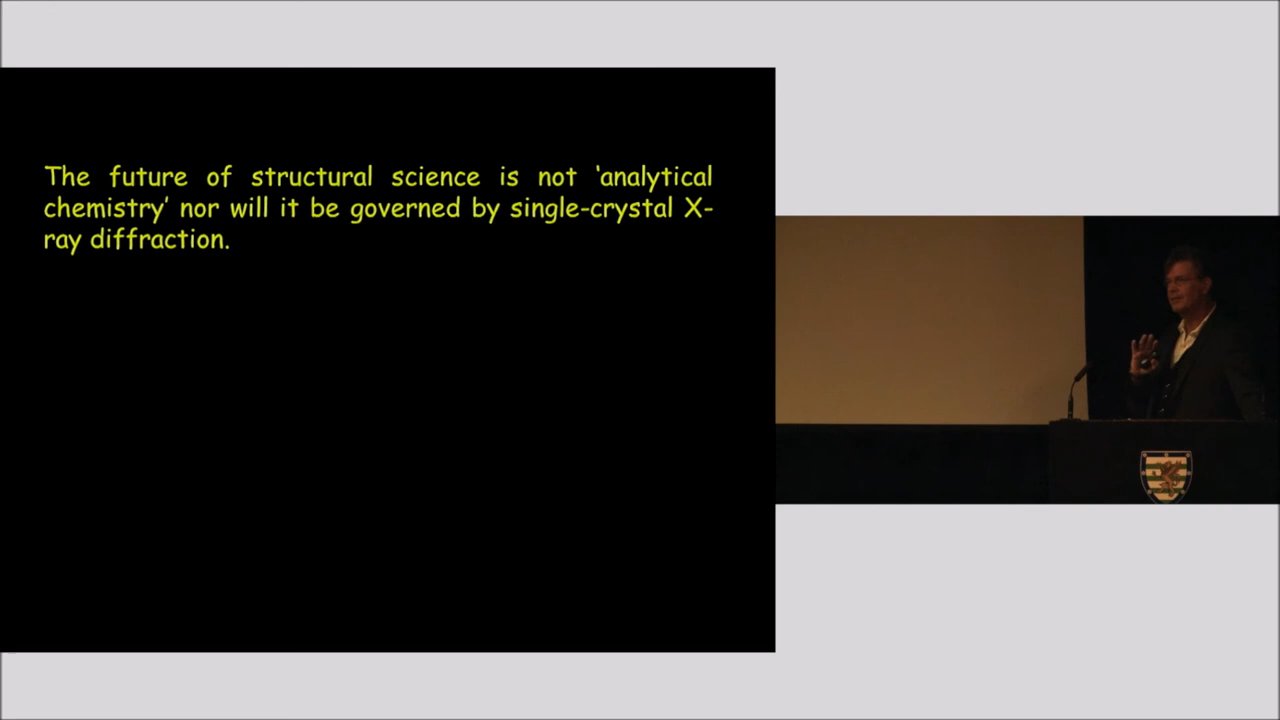 The future of structural science is not ‘analytical
chemistry’ nor will it be governed by single-crystal X-
ray diffraction.